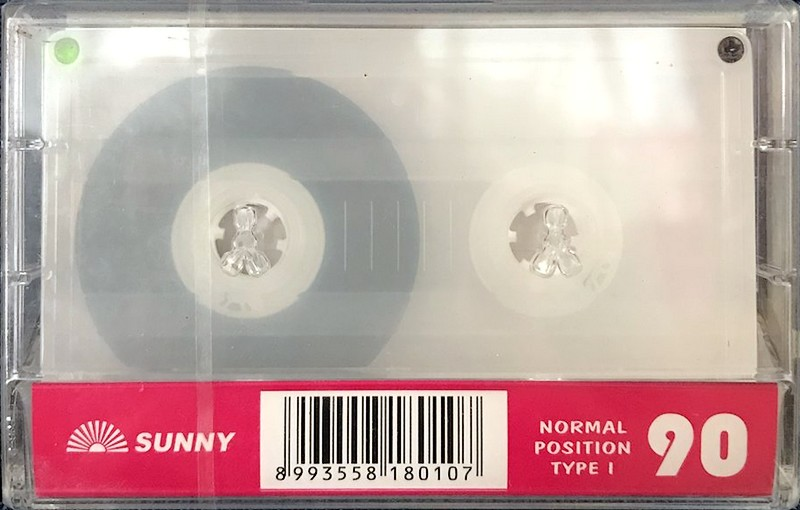 SUNNY
8 993558 180107
NORMAL
POSITION
TYPE I
90